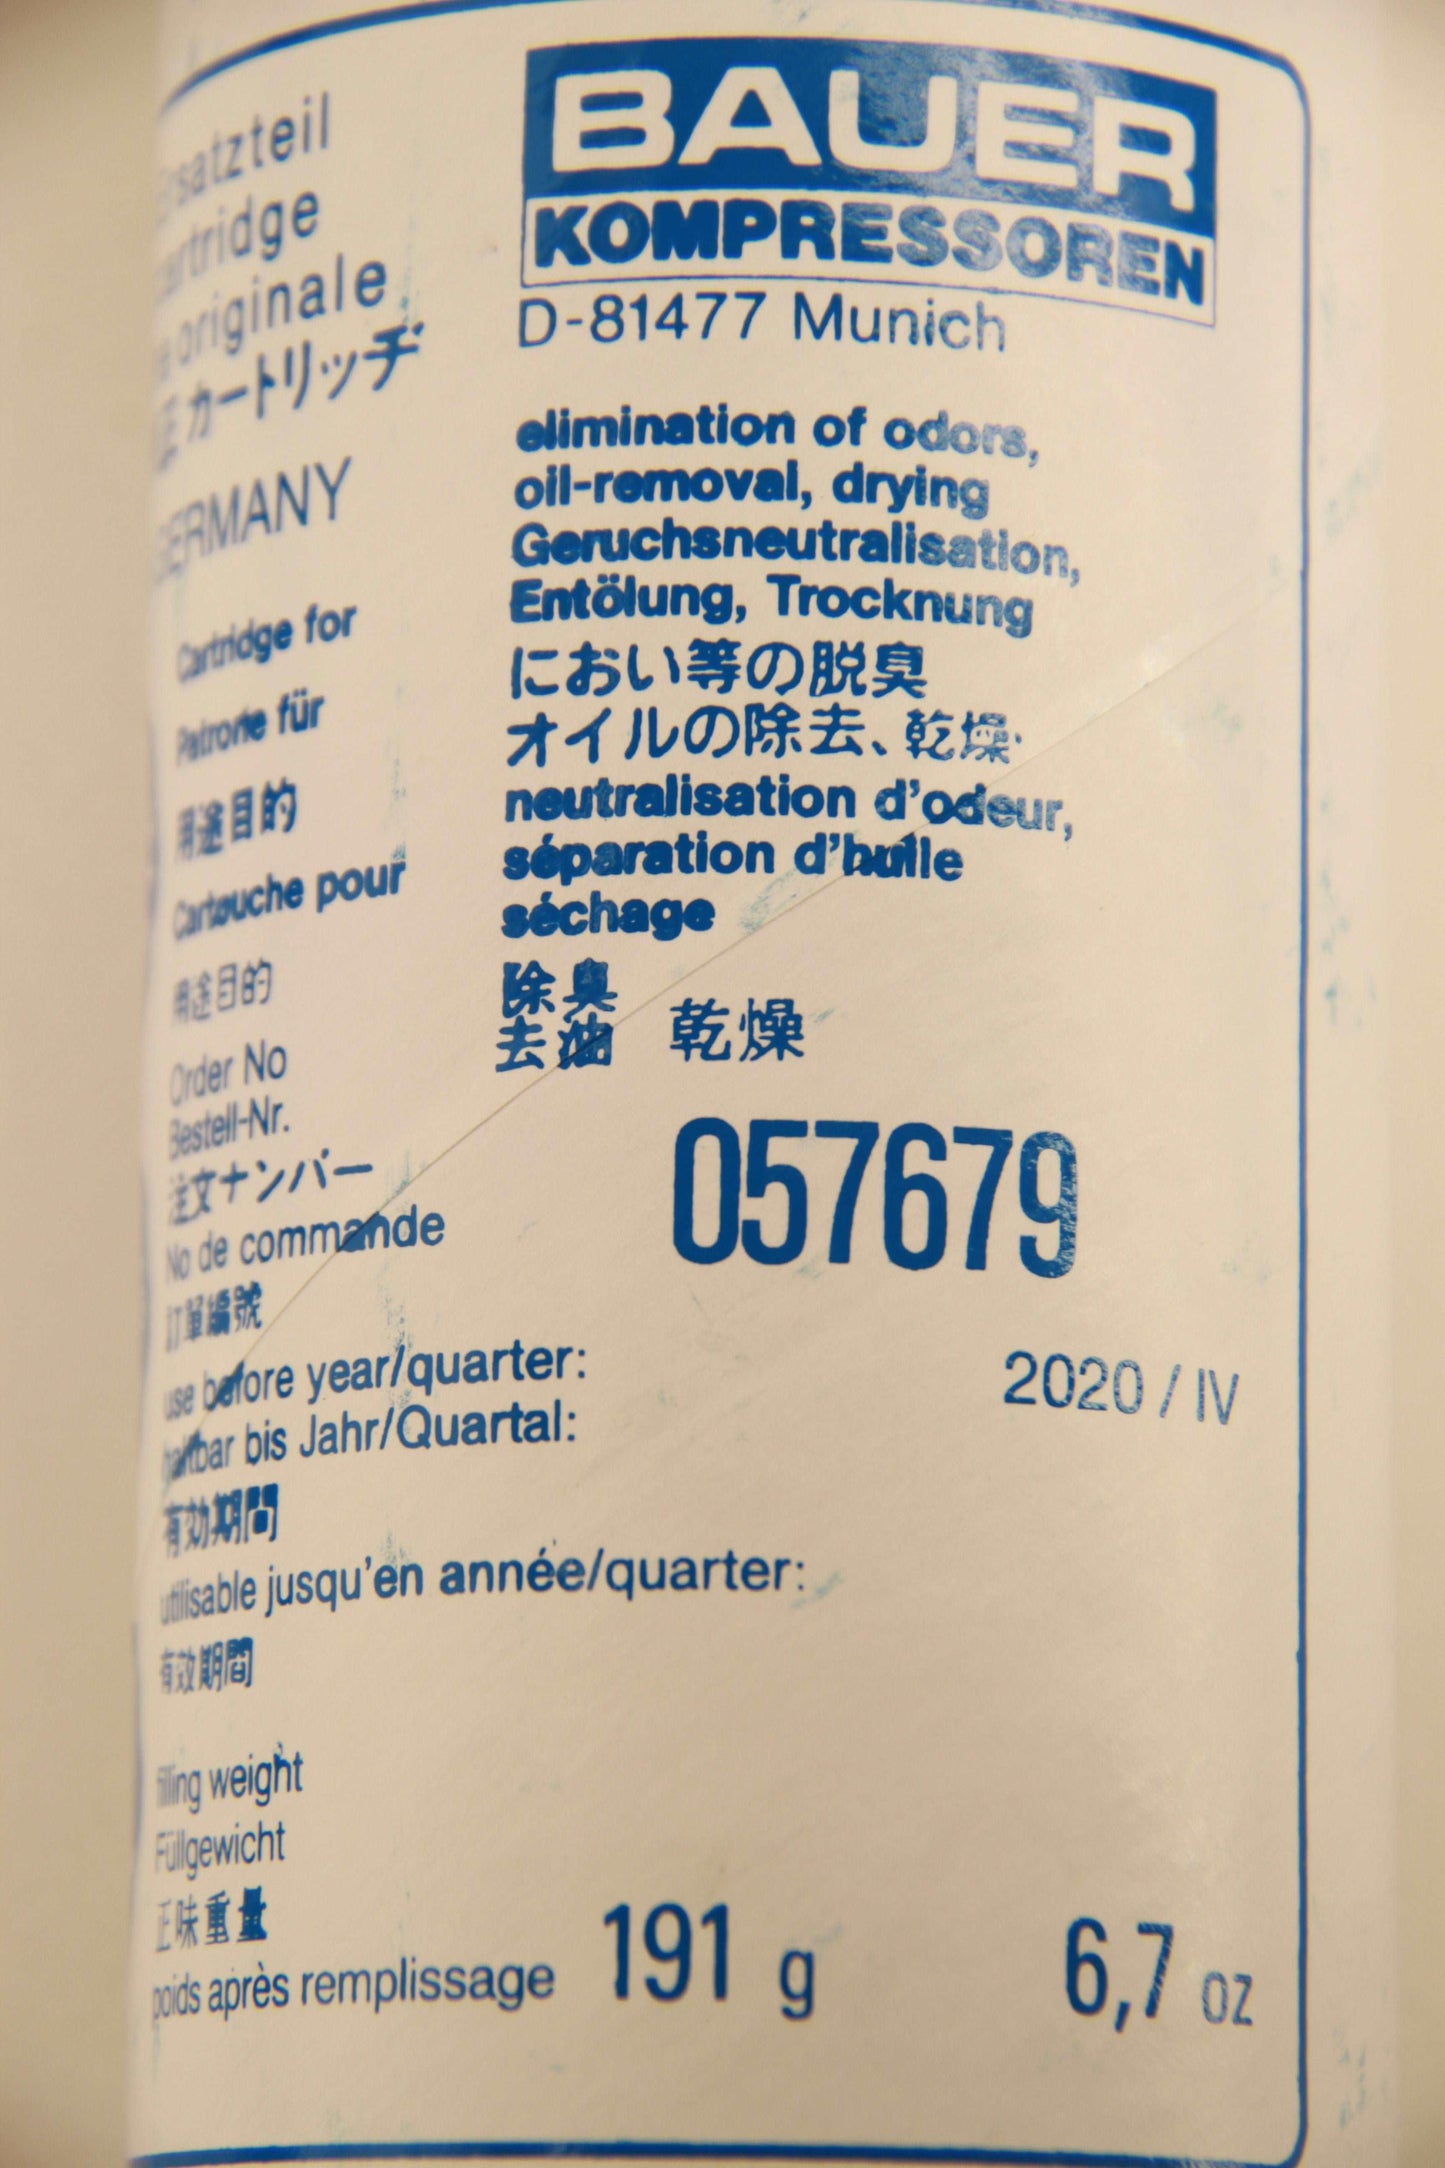 BAUER
KOMPRESSOREN
D-81477 Munich
Ersatzteil
cartridge
originale
正カートリッヂ
GERMANY
Cartridge for
Patrone für
用途目的
Cartouche pour
用途目的
elimination of odors,
oil-removal, drying
Geruchsneutralisation,
Entölung, Trocknung
におい等の脱臭
オイルの除去、乾燥.
neutralisation d'odeur,
séparation d'huile
séchage
除臭
去油 乾燥
Order No
Bestell-Nr.
注文ナンバー
No de commande
訂單編號
057679
use before year/quarter: 2020 / IV
haltbar bis Jahr/Quartal:
有効期間
utilisable jusqu'en année/quarter:
有效期間
filling weight
Füllgewicht
正味重量
poids après remplissage 191 g 6,7 oz